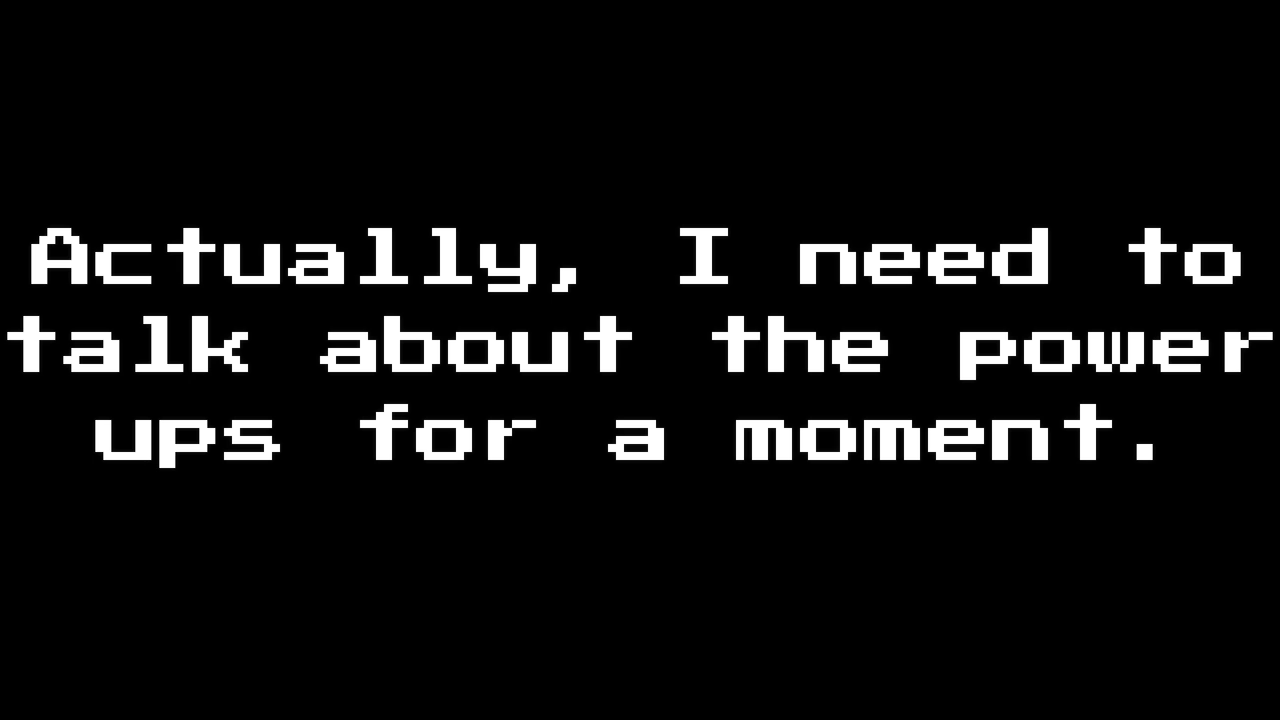 Actually, I need to
talk about the power
ups for a moment.